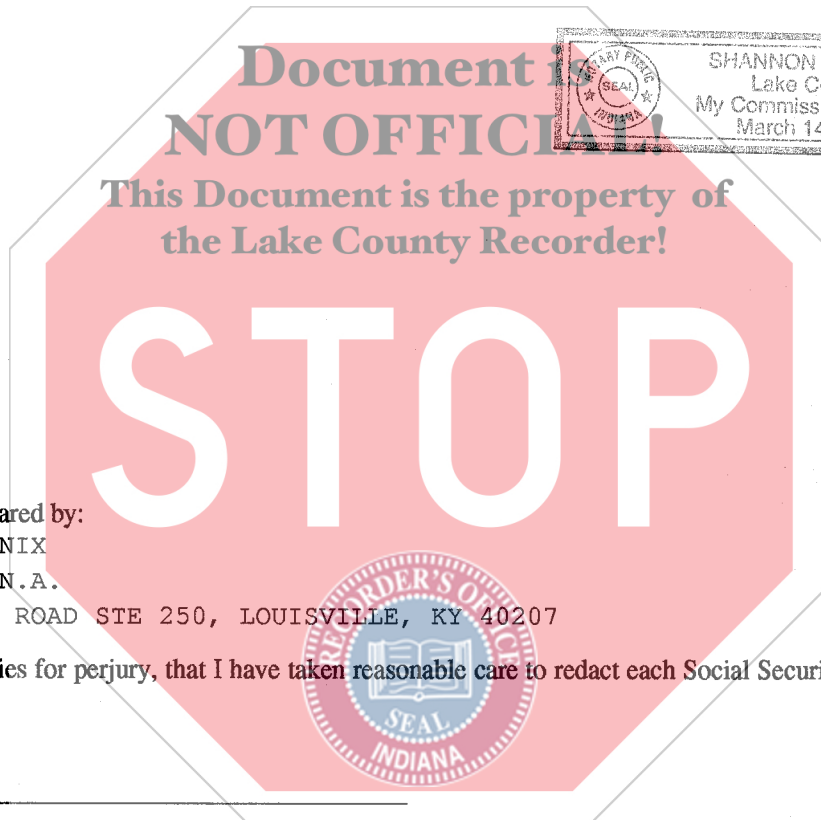 Document is
NOT OFFICIAL!
This Document is the property of
the Lake County Recorder!
NOTARY PUBLIC
SEAL
SHANNON
Lake C
My Commiss
March 14
STOP
ared by:
NIX
N.A.
ROAD STE 250, LOUISVILLE, KY 40207
ies for perjury, that I have taken reasonable care to redact each Social Securi
RECORDER'S OFFICE
SEAL
INDIANA